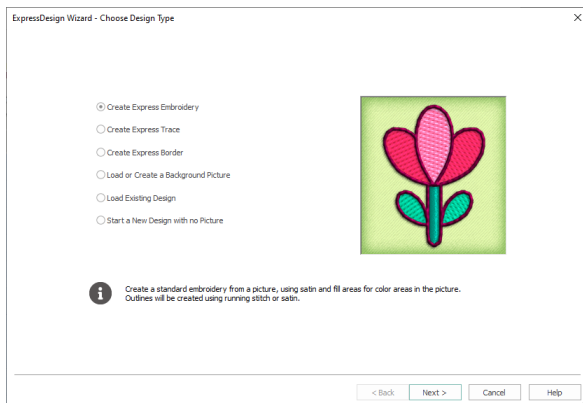 ExpressDesign Wizard - Choose Design Type
Create Express Embroidery
Create Express Trace
Create Express Border
Load or Create a Background Picture
Load Existing Design
Start a New Design with no Picture
Create a standard embroidery from a picture, using satin and fill areas for color areas in the picture.
Outlines will be created using running stitch or satin.
< Back Next > Cancel Help